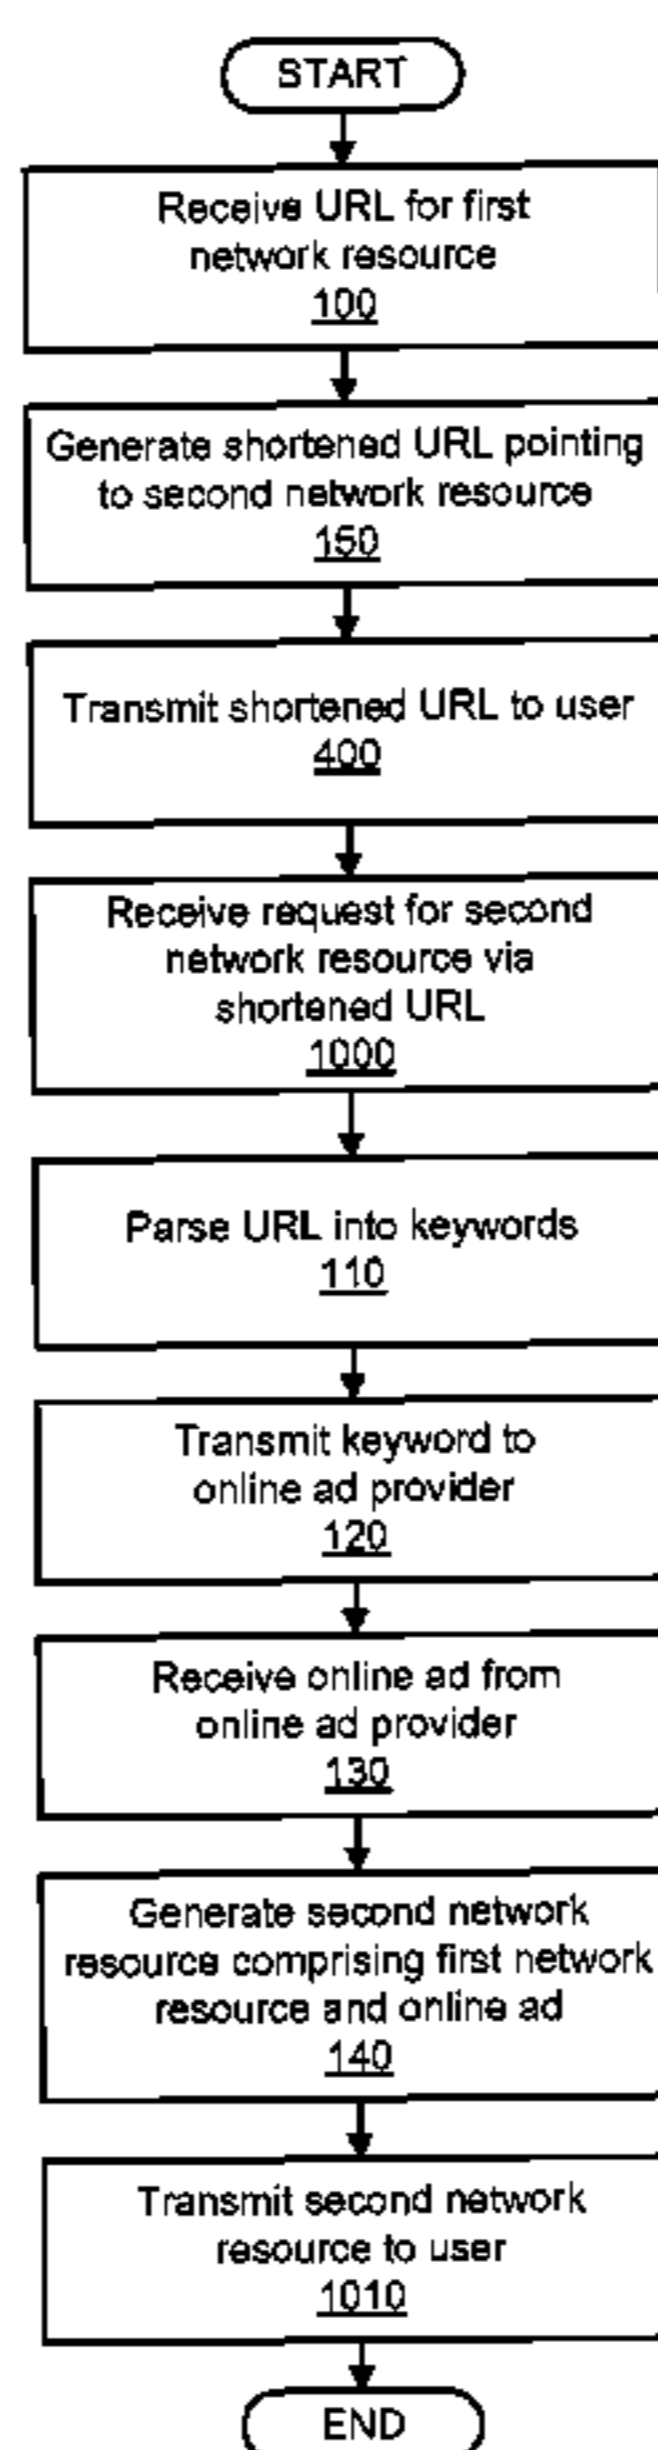 START
Receive URL for first
network resource
100
Generate shortened URL pointing
to second network resource
150
Transmit shortened URL to user
400
Receive request for second
network resource via
shortened URL
1000
Parse URL into keywords
110
Transmit keyword to
online ad provider
120
Receive online ad from
online ad provider
130
Generate second network
resource comprising first network
resource and online ad
140
Transmit second network
resource to user
1010
END